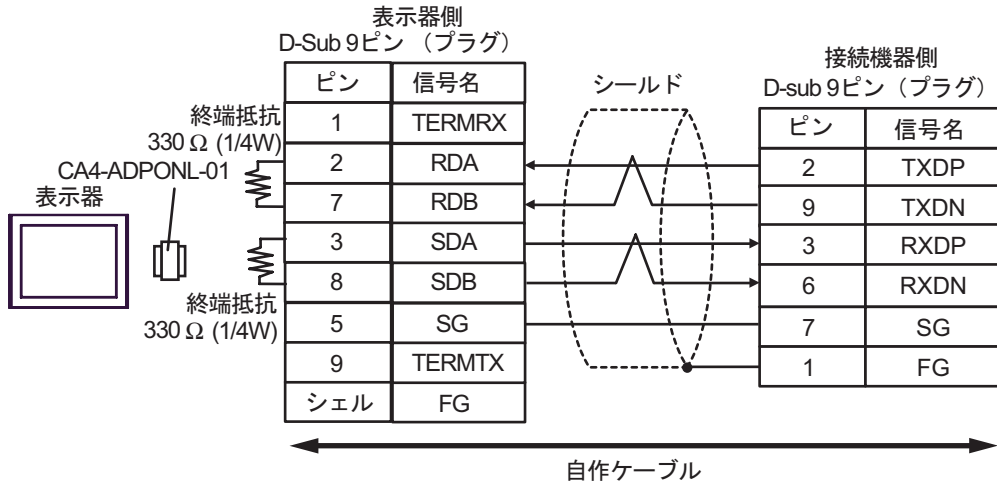 表示器側
D-Sub 9ピン （プラグ）
ピン 信号名
1 TERMRX
2 RDA
7 RDB
3 SDA
8 SDB
5 SG
9 TERMTX
シェル FG
終端抵抗
330 Ω (1/4W)
CA4-ADPONL-01
表示器
終端抵抗
330 Ω (1/4W)
シールド
接続機器側
D-sub 9ピン（プラグ）
ピン 信号名
2 TXDP
9 TXDN
3 RXDP
6 RXDN
7 SG
1 FG
自作ケーブル